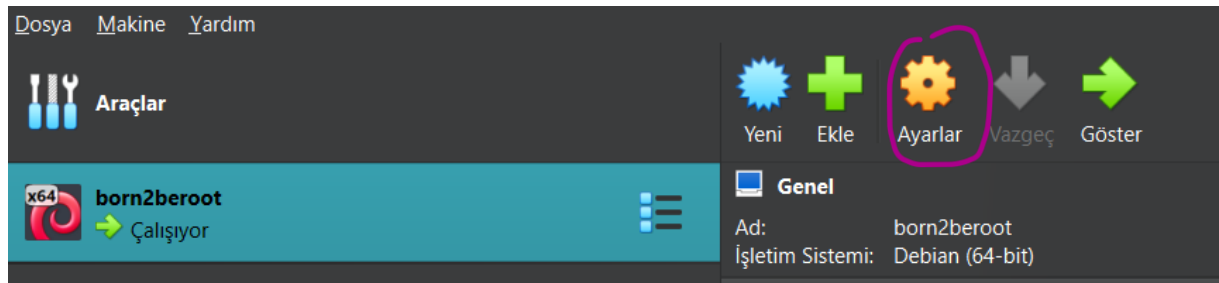 Dosya Makine Yardım
Araçlar
Yeni Ekle Ayarlar Vazgeç Göster
x64
born2beroot
Çalışıyor
Genel
Ad: born2beroot
İşletim Sistemi: Debian (64-bit)